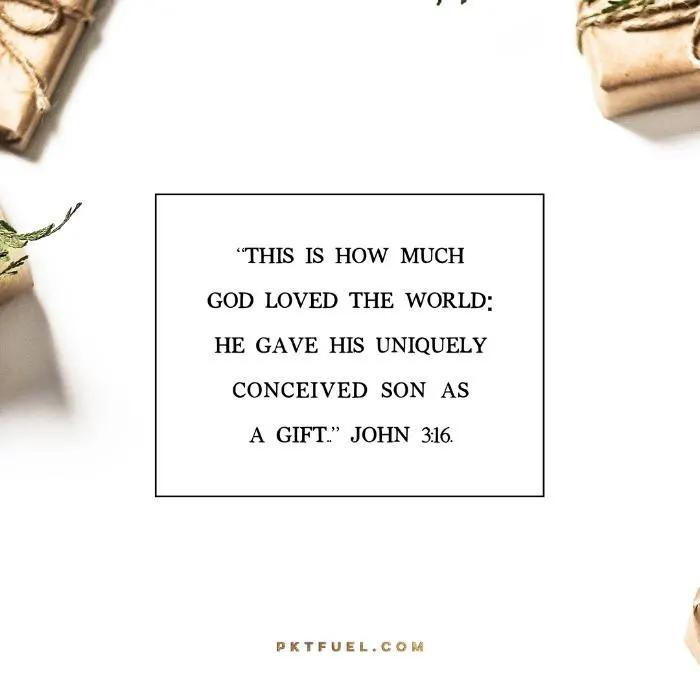 “THIS IS HOW MUCH
GOD LOVED THE WORLD:
HE GAVE HIS UNIQUELY
CONCEIVED SON AS
A GIFT..” JOHN 3:16.
PKTFUEL.COM